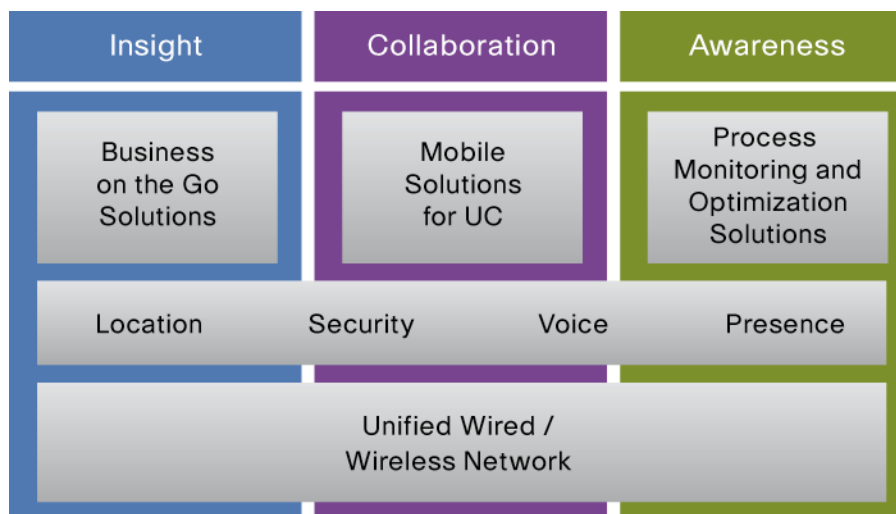 Insight
Collaboration
Awareness
Business
on the Go
Solutions
Mobile
Solutions
for UC
Process
Monitoring and
Optimization
Solutions
Location Security Voice Presence
Unified Wired /
Wireless Network